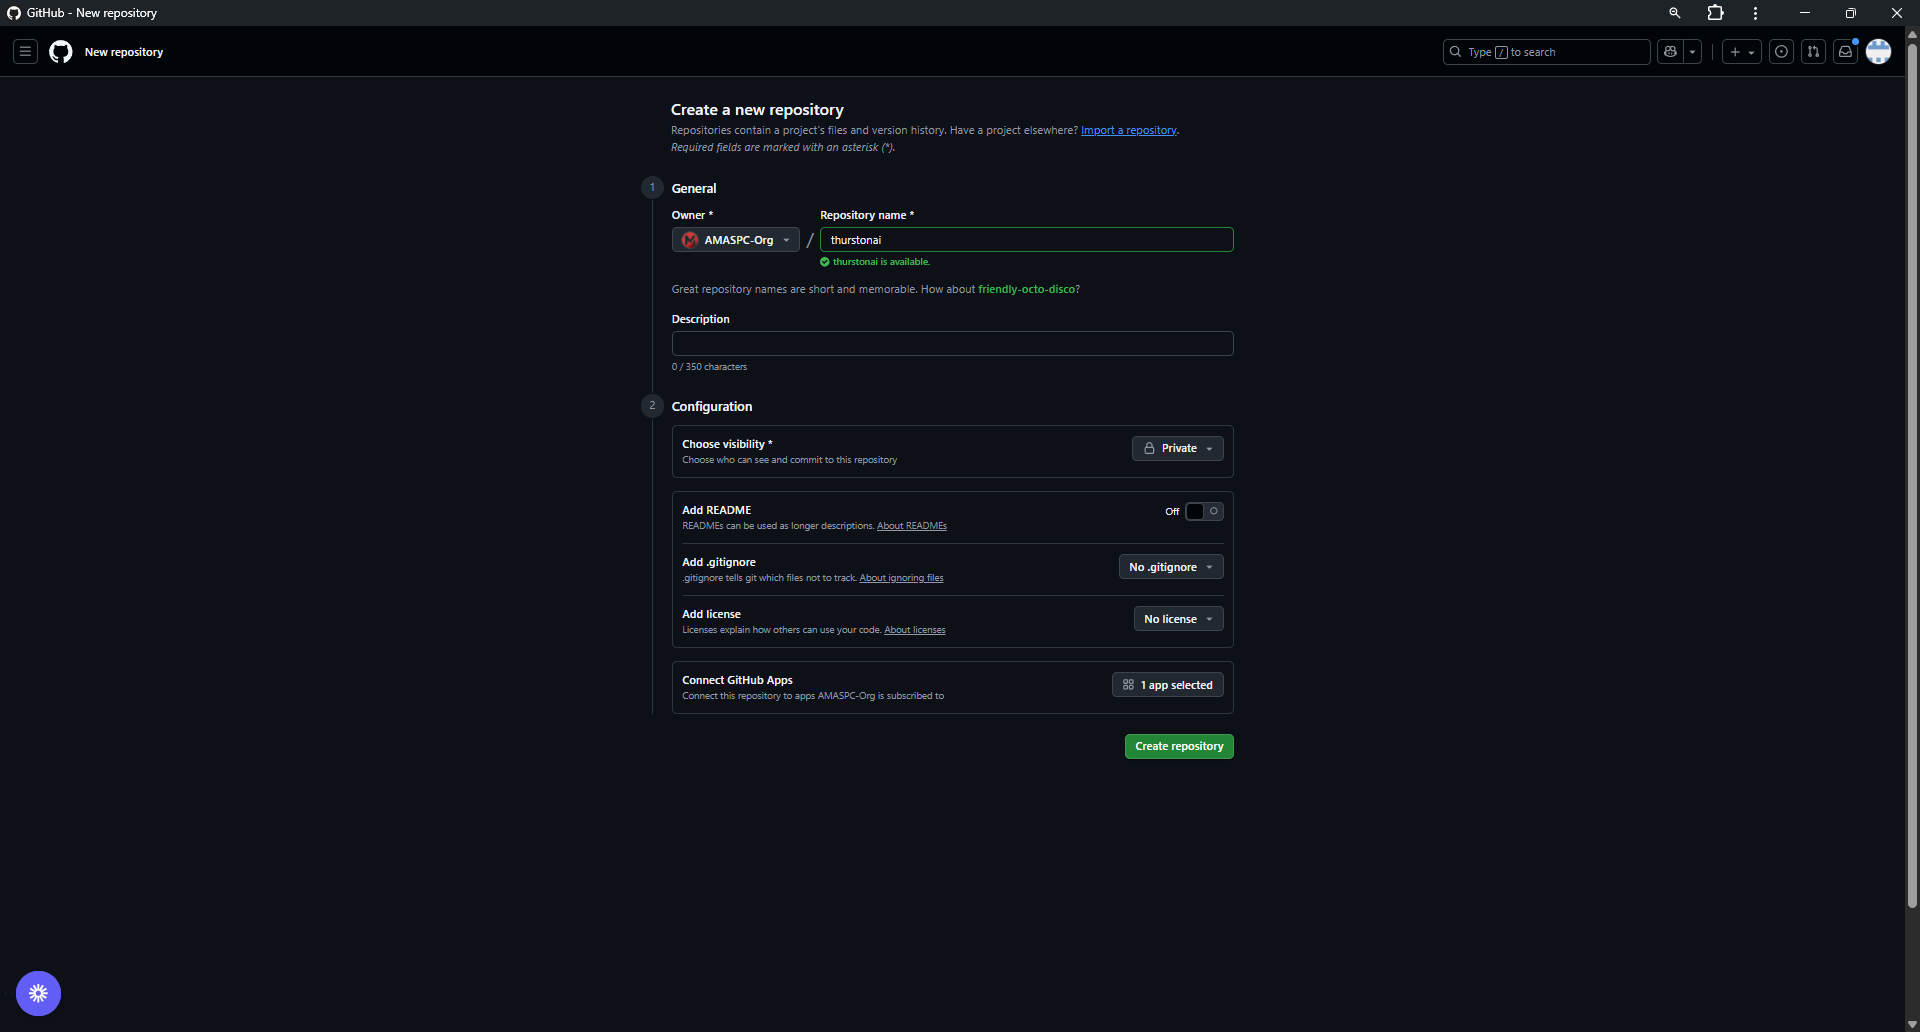 GitHub - New repository
New repository
Type / to search
Create a new repository
Repositories contain a project's files and version history. Have a project elsewhere? Import a repository.
Required fields are marked with an asterisk (*).
1 General
Owner * Repository name *
AMASPC-Org / thurstonai
thurstonai is available.
Great repository names are short and memorable. How about friendly-octo-disco?
Description
0 / 350 characters
2 Configuration
Choose visibility *
Choose who can see and commit to this repository
Private
Add README
READMEs can be used as longer descriptions. About READMEs
Off
Add .gitignore
.gitignore tells git which files not to track. About ignoring files
No .gitignore
Add license
Licenses explain how others can use your code. About licenses
No license
Connect GitHub Apps
Connect this repository to apps AMASPC-Org is subscribed to
1 app selected
Create repository